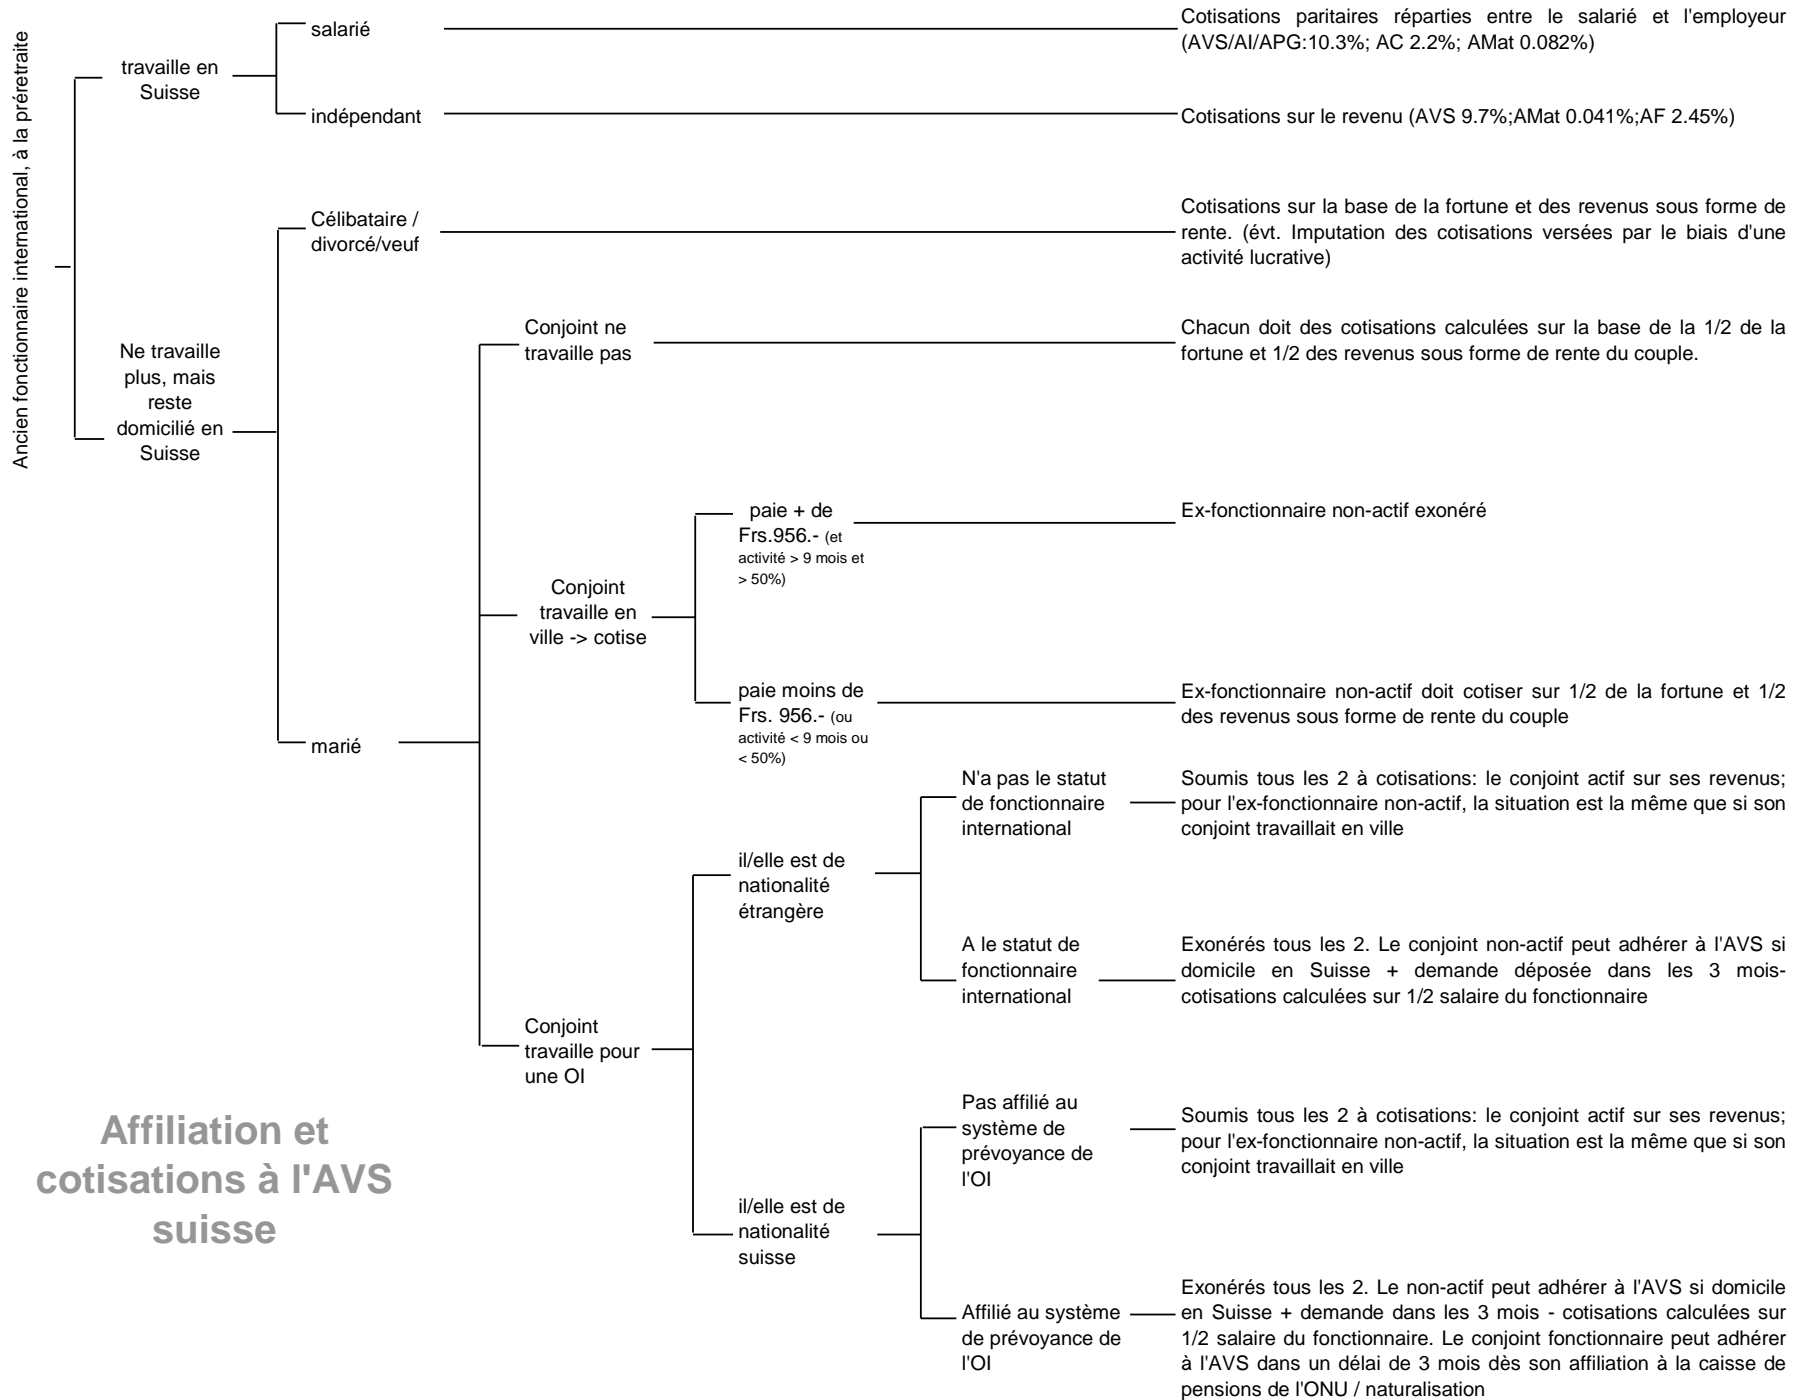 Ancien fonctionnaire international, à la préretraite
travaille en
Suisse
salarié
Cotisations paritaires réparties entre le salarié et l'employeur
(AVS/AI/APG:10.3%; AC 2.2%; AMat 0.082%)
indépendant
Cotisations sur le revenu (AVS 9.7%;AMat 0.041%;AF 2.45%)
Ne travaille
plus, mais
reste
domicilié en
Suisse
Célibataire /
divorcé/veuf
Cotisations sur la base de la fortune et des revenus sous forme de
rente. (évt. Imputation des cotisations versées par le biais d'une
activité lucrative)
marié
Conjoint ne
travaille pas
Chacun doit des cotisations calculées sur la base de la 1/2 de la
fortune et 1/2 des revenus sous forme de rente du couple.
Conjoint
travaille en
ville -> cotise
paie + de
Frs.956.- (et
activité > 9 mois et
> 50%)
Ex-fonctionnaire non-actif exonéré
paie moins de
Frs. 956.- (ou
activité < 9 mois ou
< 50%)
Ex-fonctionnaire non-actif doit cotiser sur 1/2 de la fortune et 1/2
des revenus sous forme de rente du couple
Conjoint
travaille pour
une OI
il/elle est de
nationalité
étrangère
N'a pas le statut
de fonctionnaire
international
Soumis tous les 2 à cotisations: le conjoint actif sur ses revenus;
pour l'ex-fonctionnaire non-actif, la situation est la même que si son
conjoint travaillait en ville
A le statut de
fonctionnaire
international
Exonérés tous les 2. Le conjoint non-actif peut adhérer à l'AVS si
domicile en Suisse + demande déposée dans les 3 mois-
cotisations calculées sur 1/2 salaire du fonctionnaire
il/elle est de
nationalité
suisse
Pas affilié au
système de
prévoyance de
l'OI
Soumis tous les 2 à cotisations: le conjoint actif sur ses revenus;
pour l'ex-fonctionnaire non-actif, la situation est la même que si son
conjoint travaillait en ville
Affilié au système
de prévoyance de
l'OI
Exonérés tous les 2. Le non-actif peut adhérer à l'AVS si domicile
en Suisse + demande dans les 3 mois - cotisations calculées sur
1/2 salaire du fonctionnaire. Le conjoint fonctionnaire peut adhérer
à l'AVS dans un délai de 3 mois dès son affiliation à la caisse de
pensions de l'ONU / naturalisation
Affiliation et
cotisations à l'AVS
suisse